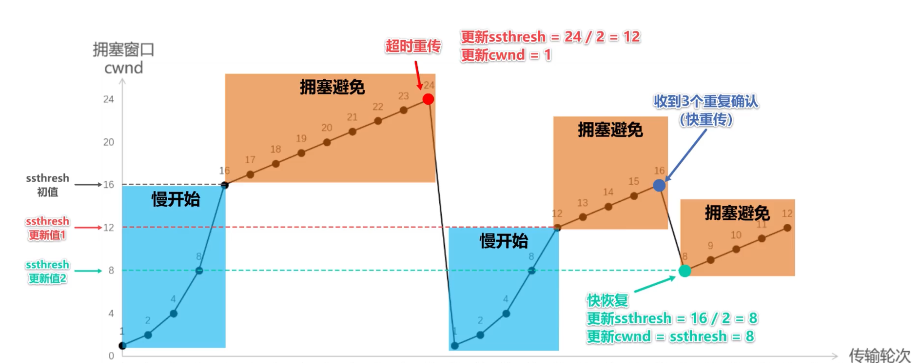 拥塞窗口
cwnd
超时重传
更新ssthresh = 24 / 2 = 12
更新cwnd = 1
拥塞避免
24
24
23
22
21
20
19
18
17
16
收到3个重复确认
（快重传）
拥塞避免
20
16
ssthresh
初值
慢开始
16
15
14
13
12
拥塞避免
12
11
10
9
8
12
ssthresh
更新值1
慢开始
8
ssthresh
更新值2
8
8
4
4
2
1
4
2
1
快恢复
更新ssthresh = 16 / 2 = 8
更新cwnd = ssthresh = 8
0
传输轮次